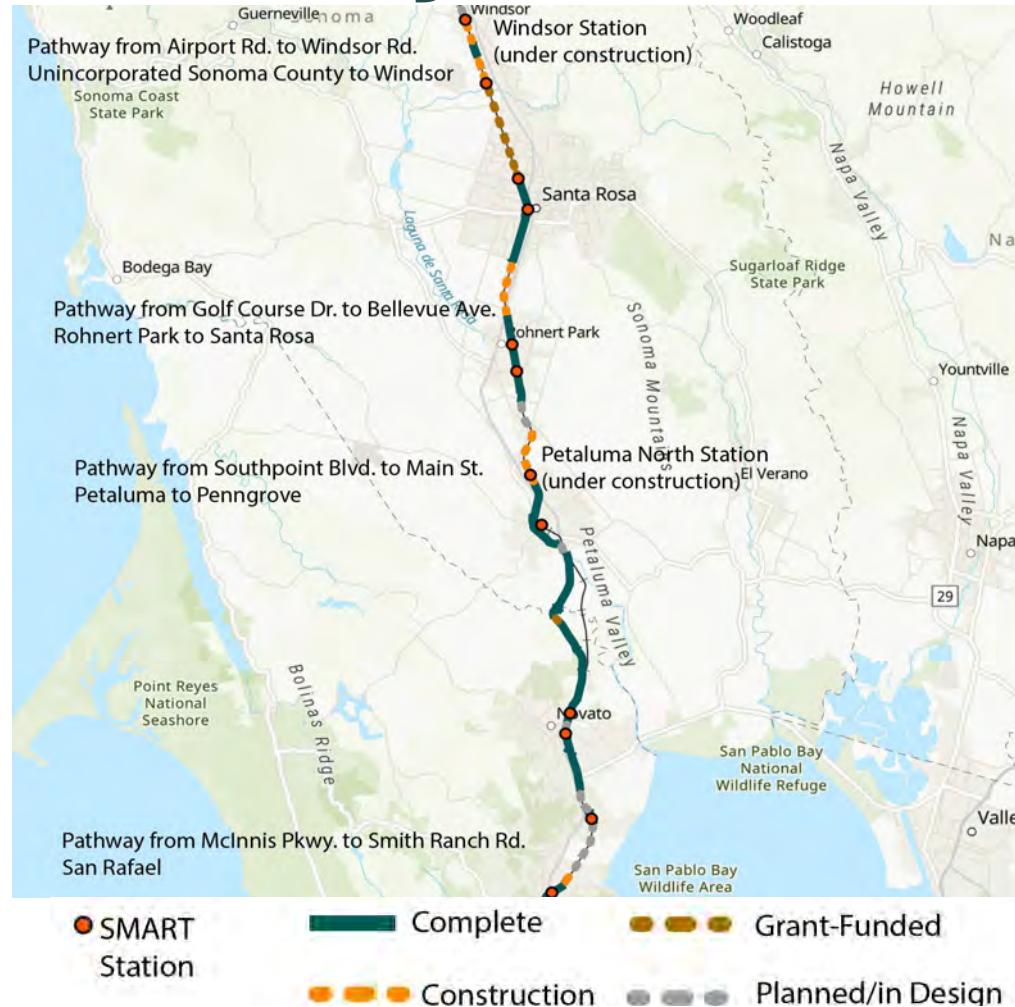 Guerneville
Sonoma
Windsor
Woodleaf
Calistoga
Pathway from Airport Rd. to Windsor Rd.
Unincorporated Sonoma County to Windsor
Windsor Station
(under construction)
Sonoma Coast
State Park
Howell
Mountain
Napa Valley
Santa Rosa
Laguna de Santa Rosa
Na
Bodega Bay
Sugarloaf Ridge
State Park
Pathway from Golf Course Dr. to Bellevue Ave.
Rohnert Park to Santa Rosa
Rohnert Park
Sonoma Mountains
Yountville
Napa Valley
Pathway from Southpoint Blvd. to Main St.
Petaluma to Penngrove
Petaluma North Station
(under construction)
El Verano
Petaluma Valley
Napa
29
Point Reyes
National
Seashore
Bolinas Ridge
Novato
San Pablo Bay
National
Wildlife Refuge
Valle
Pathway from McInnis Pkwy. to Smith Ranch Rd.
San Rafael
San Pablo Bay
Wildlife Area
SMART
Station
Complete
Grant-Funded
Construction
Planned/in Design